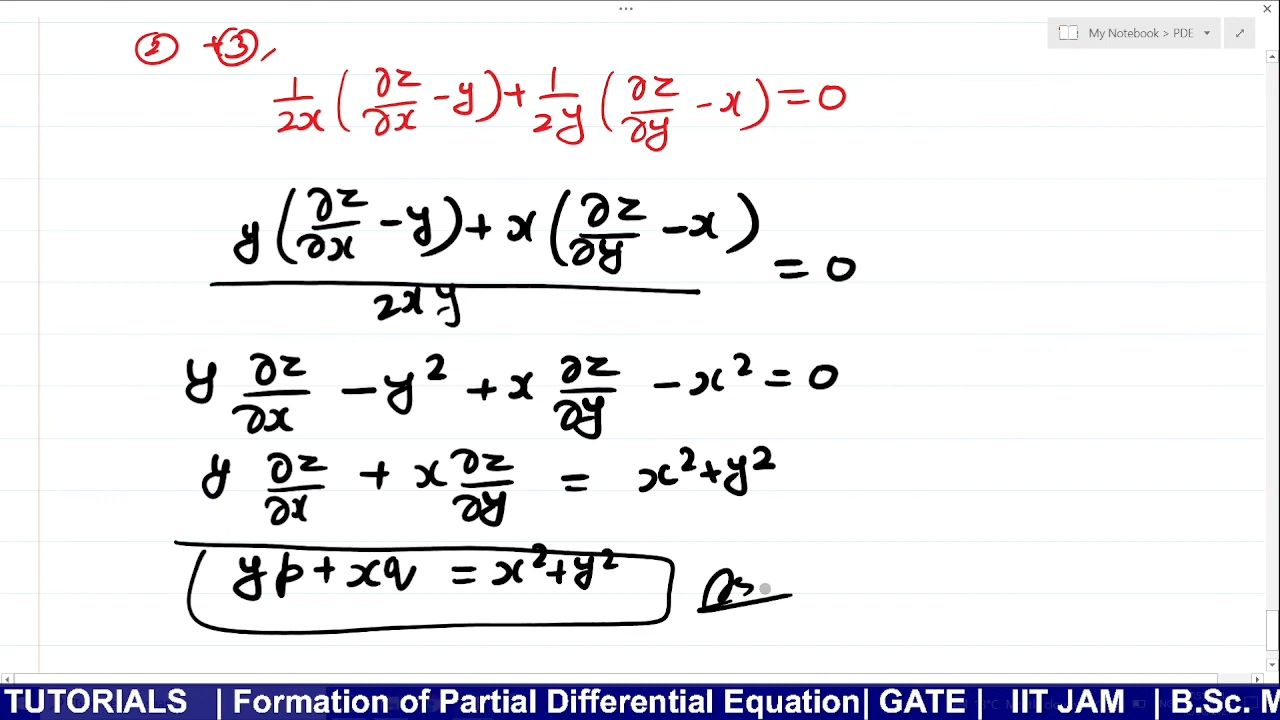 My Notebook > PDE
② + ③,
1/2x (∂z/∂x - y) + 1/2y (∂z/∂y - x) = 0
y(∂z/∂x - y) + x(∂z/∂y - x) / 2xy = 0
y ∂z/∂x - y² + x ∂z/∂y - x² = 0
y ∂z/∂x + x ∂z/∂y = x² + y²
yp + xq = x² + y²
TUTORIALS | Formation of Partial Differential Equation| GATE | IIT JAM | B.Sc. M